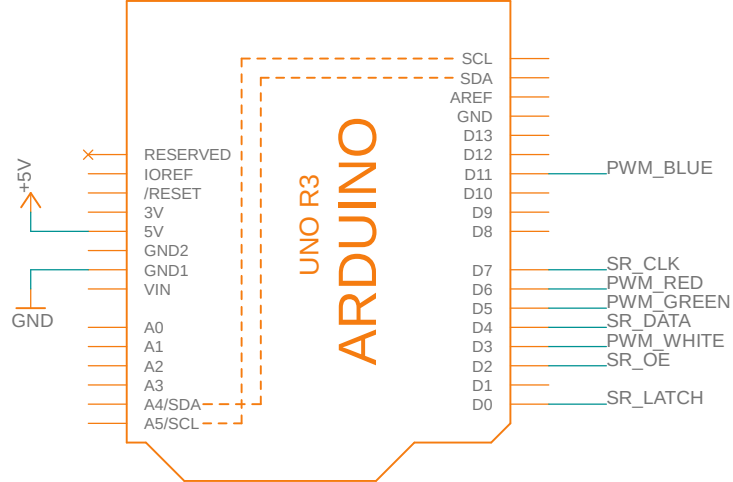 SCL
SDA
AREF
GND
D13
D12
D11
D10
D9
D8
D7
D6
D5
D4
D3
D2
D1
D0
RESERVED
IOREF
/RESET
3V
5V
GND2
GND1
VIN
A0
A1
A2
A3
A4/SDA
A5/SCL
UNO R3
ARDUINO
+5V
GND
PWM_BLUE
SR_CLK
PWM_RED
PWM_GREEN
SR_DATA
PWM_WHITE
SR_OE
SR_LATCH